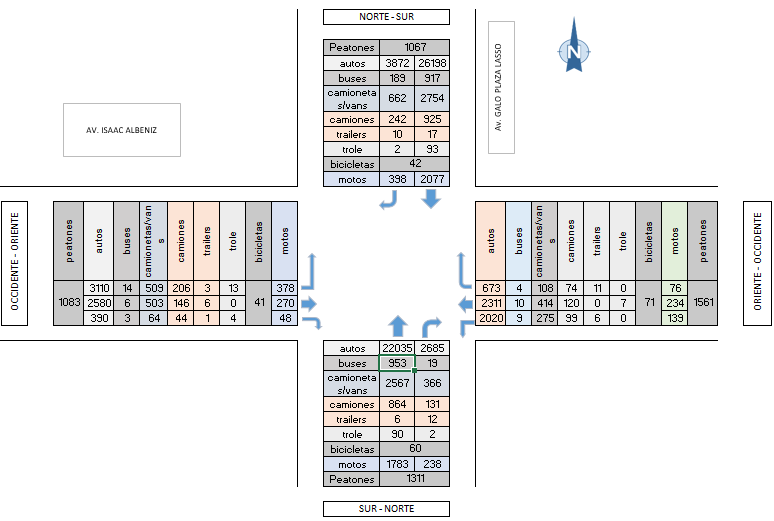 NORTE - SUR
Peatones 1067
autos 3872 26198
buses 189 917
camioneta
s/vans 662 2754
camiones 242 925
trailers 10 17
trole 2 93
bicicletas 42
motos 398 2077
Av. GALO PLAZA LASSO
N
AV. ISAAC ALBENIZ
OCCIDENTE - ORIENTE
peatones autos buses camionetas/van
s camiones trailers trole bicicletas motos
3110 14 509 206 3 13 378
1083 2580 6 503 146 6 0 41 270
390 3 64 44 1 4 48
autos buses camionetas/van
s camiones trailers trole bicicletas motos peatones
673 4 108 74 11 0 76
2311 10 414 120 0 7 71 234 1561
2020 9 275 99 6 0 139
ORIENTE - OCCIDENTE
autos 22035 2685
buses 953 19
camioneta
s/vans 2567 366
camiones 864 131
trailers 6 12
trole 90 2
bicicletas 60
motos 1783 238
Peatones 1311
SUR - NORTE